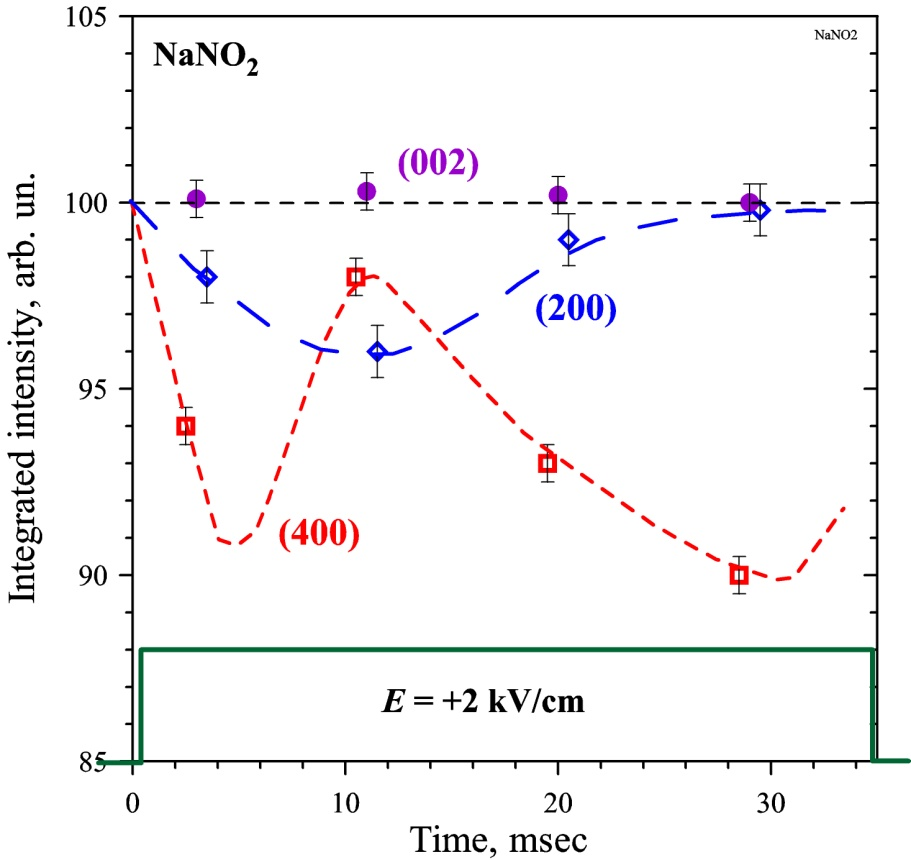 105
NaNO2
NaNO₂
(002)
100
(200)
95
(400)
90
E = +2 kV/cm
85
0 10 20 30
Time, msec
Integrated intensity, arb. un.